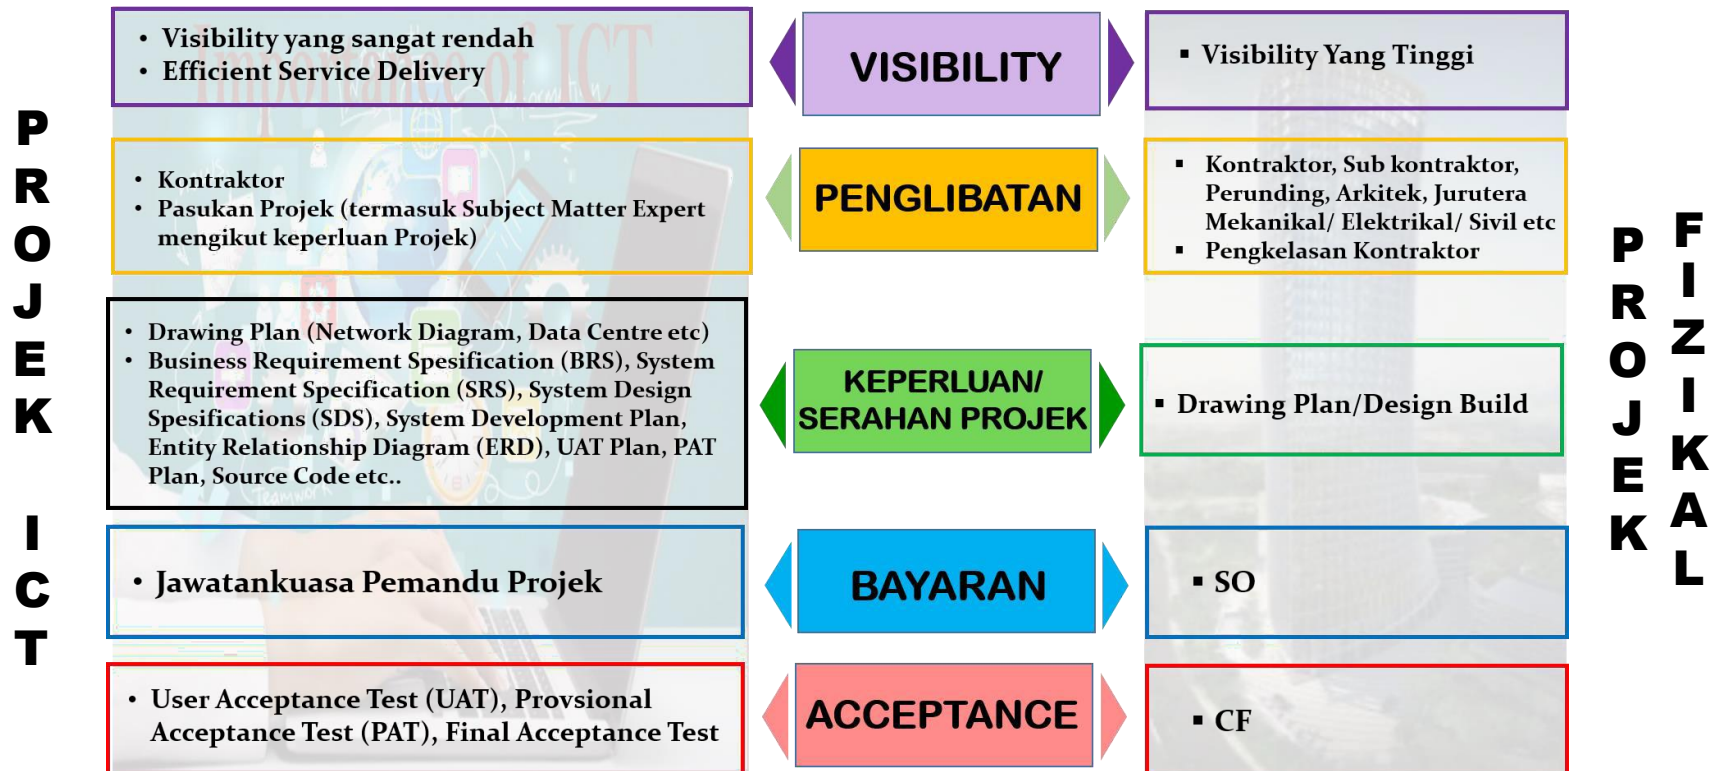 PROJEK ICT
Importance of ICT
• Visibility yang sangat rendah
• Efficient Service Delivery
VISIBILITY
▪ Visibility Yang Tinggi
• Kontraktor
• Pasukan Projek (termasuk Subject Matter Expert
mengikut keperluan Projek)
PENGLIBATAN
▪ Kontraktor, Sub kontraktor,
Perunding, Arkitek, Jurutera
Mekanikal/ Elektrikal/ Sivil etc
▪ Pengkelasan Kontraktor
• Drawing Plan (Network Diagram, Data Centre etc)
• Business Requirement Spesification (BRS), System
Requirement Specification (SRS), System Design
Spesifications (SDS), System Development Plan,
Entity Relationship Diagram (ERD), UAT Plan, PAT
Plan, Source Code etc..
Teamwork
KEPERLUAN/
SERAHAN PROJEK
▪ Drawing Plan/Design Build
• Jawatankuasa Pemandu Projek
BAYARAN
▪ SO
• User Acceptance Test (UAT), Provsional
Acceptance Test (PAT), Final Acceptance Test
ACCEPTANCE
▪ CF
PROJEK
FIZIKAL